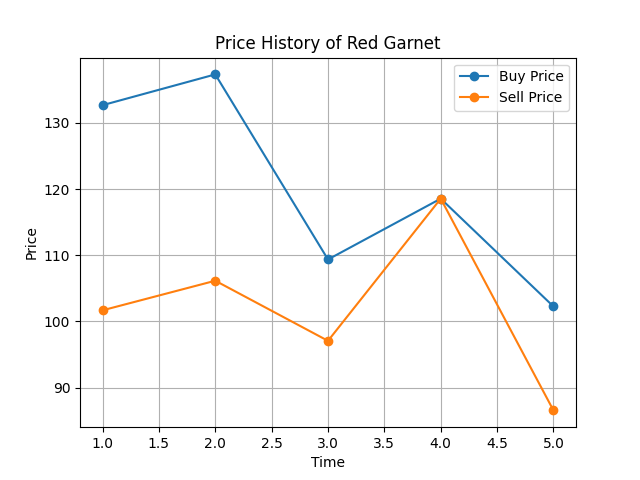 Price History of Red Garnet
Buy Price
Sell Price
Price
130
120
110
100
90
1.0 1.5 2.0 2.5 3.0 3.5 4.0 4.5 5.0
Time